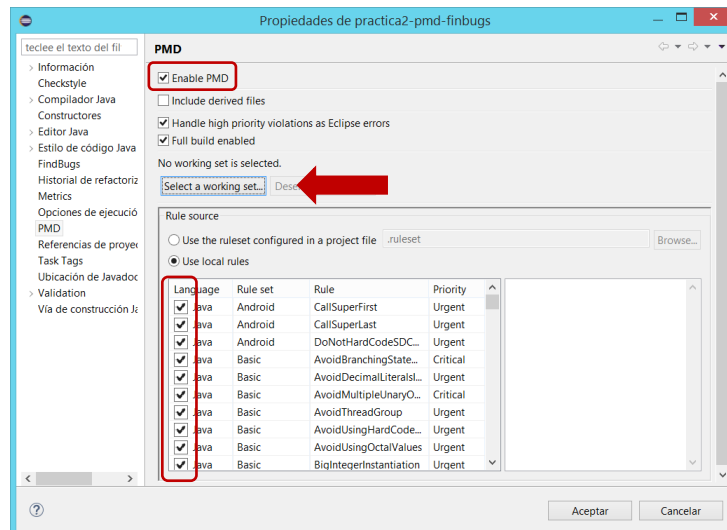 Propiedades de practica2-pmd-finbugs
teclee el texto del fil
Información
Checkstyle
Compilador Java
Constructores
Editor Java
Estilo de código Java
FindBugs
Historial de refactoriz
Metrics
Opciones de ejecució
PMD
Referencias de proyec
Task Tags
Ubicación de Javadoc
Validation
Vía de construcción Ja
PMD
Enable PMD
Include derived files
Handle high priority violations as Eclipse errors
Full build enabled
No working set is selected.
Select a working set... Dese
Rule source
Use the ruleset configured in a project file .ruleset Browse...
Use local rules
Language Rule set Rule Priority
Java Android CallSuperFirst Urgent
Java Android CallSuperLast Urgent
Java Android DoNotHardCodeSDC... Urgent
Java Basic AvoidBranchingState... Critical
Java Basic AvoidDecimalLiteralsI... Urgent
Java Basic AvoidMultipleUnaryO... Critical
Java Basic AvoidThreadGroup Urgent
Java Basic AvoidUsingHardCode... Urgent
Java Basic AvoidUsingOctalValues Urgent
Java Basic BigIntegerInstantiation Urgent
Aceptar Cancelar